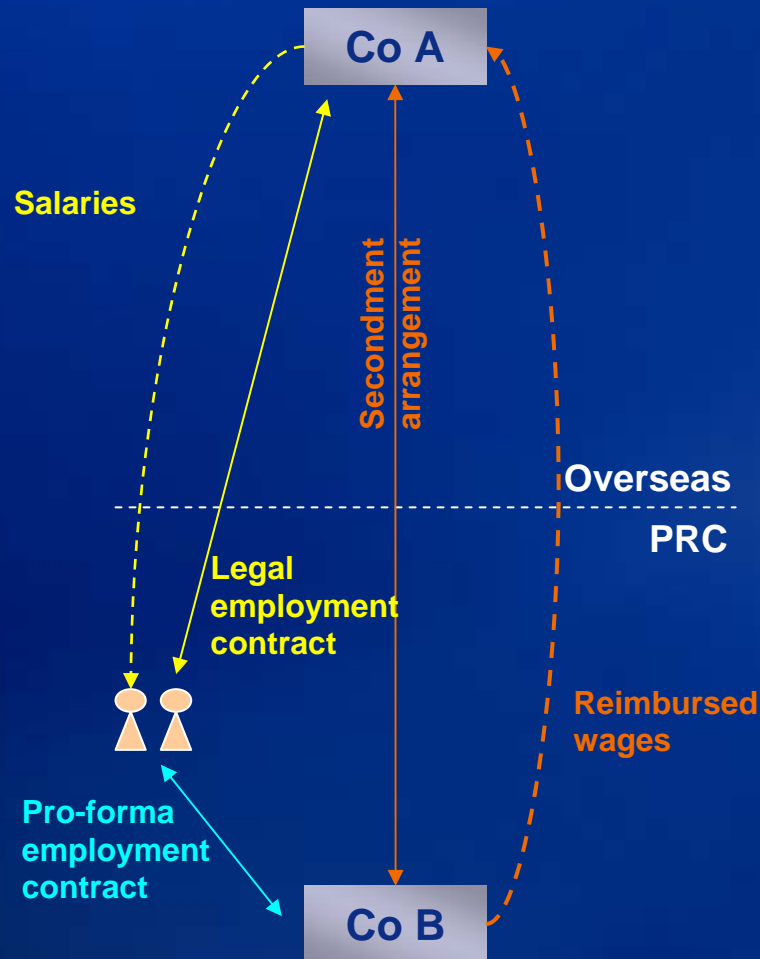 Co A
Salaries
Secondment
arrangement
Overseas
PRC
Legal
employment
contract
Reimbursed
wages
Pro-forma
employment
contract
Co B